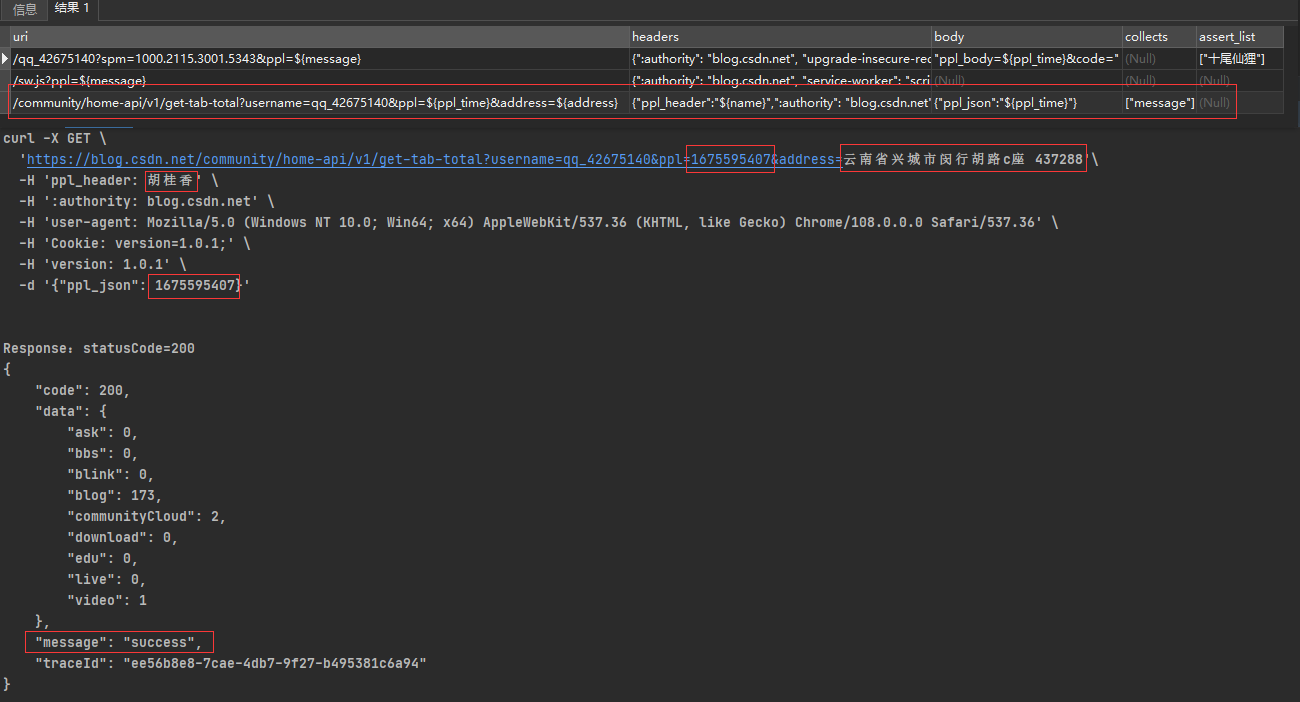 信息 结果 1
uri headers body collects assert_list
/qq_42675140?spm=1000.2115.3001.5343&ppl=${message} {":authority": "blog.csdn.net", "upgrade-insecure-rec "ppl_body=${ppl_time}&code=" (Null) ["十尾仙狸"]
/sw.js?ppl=${message} {":authority": "blog.csdn.net", "service-worker": "scri (Null) (Null) (Null)
/community/home-api/v1/get-tab-total?username=qq_42675140&ppl=${ppl_time}&address=${address} {"ppl_header":"${name}",":authority": "blog.csdn.net" {"ppl_json":"${ppl_time}"} ["message"] (Null)
curl -X GET \
'https://blog.csdn.net/community/home-api/v1/get-tab-total?username=qq_42675140&ppl=1675595407&address=云南省兴城市闵行胡路c座 437288'\
-H 'ppl_header: 胡桂香' \
-H ':authority: blog.csdn.net' \
-H 'user-agent: Mozilla/5.0 (Windows NT 10.0; Win64; x64) AppleWebKit/537.36 (KHTML, like Gecko) Chrome/108.0.0.0 Safari/537.36' \
-H 'Cookie: version=1.0.1;' \
-H 'version: 1.0.1' \
-d '{"ppl_json": 1675595407}'
Response: statusCode=200
{
"code": 200,
"data": {
"ask": 0,
"bbs": 0,
"blink": 0,
"blog": 173,
"communityCloud": 2,
"download": 0,
"edu": 0,
"live": 0,
"video": 1
},
"message": "success",
"traceId": "ee56b8e8-7cae-4db7-9f27-b495381c6a94"
}